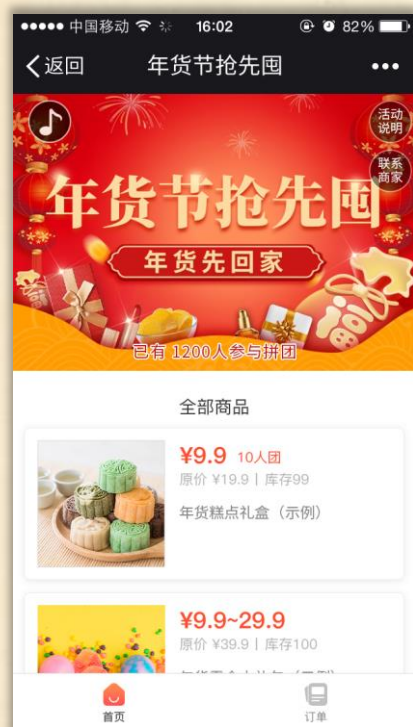 中国移动 16:02 82%
返回 年货节抢先囤
活动
说明
联系
商家
年货节抢先囤
年货先回家
已有 1200人参与拼团
全部商品
¥9.9 10人团
原价 ¥19.9 | 库存99
年货糕点礼盒（示例）
¥9.9~29.9
原价 ¥39.9 | 库存100
首页 订单